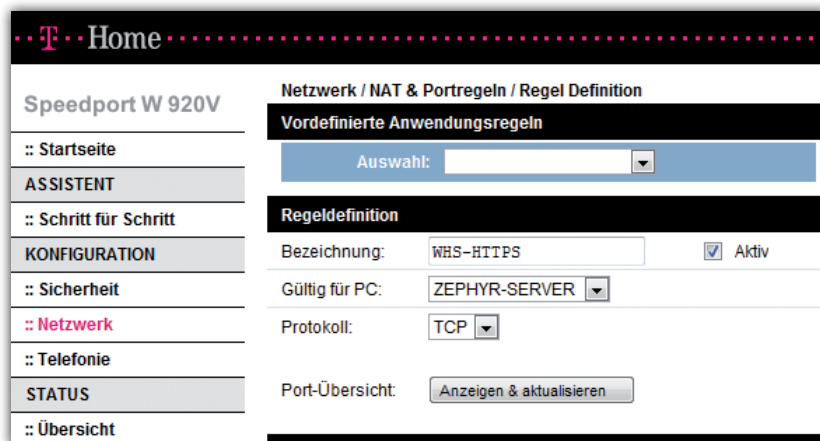 T Home
Speedport W 920V
:: Startseite
ASSISTENT
:: Schritt für Schritt
KONFIGURATION
:: Sicherheit
:: Netzwerk
:: Telefonie
STATUS
:: Übersicht
Netzwerk / NAT & Portregeln / Regel Definition
Vordefinierte Anwendungsregeln
Auswahl:
Regeldefinition
Bezeichnung: WHS-HTTPS Aktiv
Gültig für PC: ZEPHYR-SERVER
Protokoll: TCP
Port-Übersicht: Anzeigen & aktualisieren